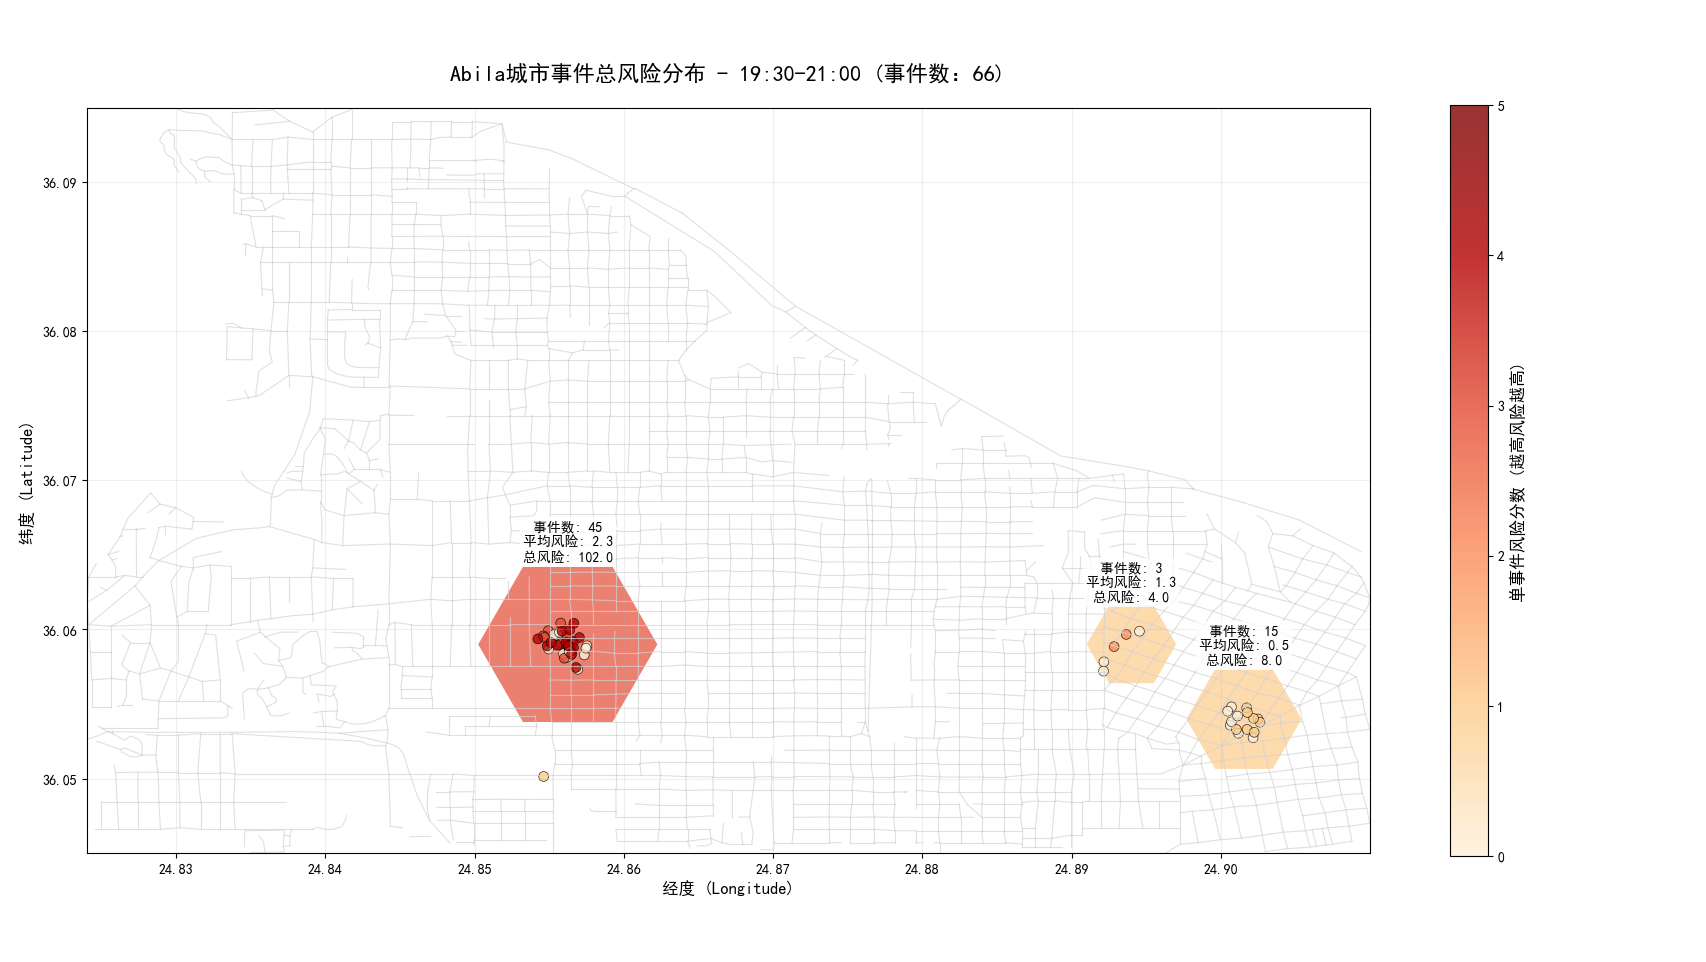 Abila城市事件总风险分布 - 19:30-21:00 (事件数: 66)
纬度 (Latitude)
36.09
36.08
36.07
36.06
36.05
事件数: 45
平均风险: 2.3
总风险: 102.0
事件数: 3
平均风险: 1.3
总风险: 4.0
事件数: 15
平均风险: 0.5
总风险: 8.0
24.83
24.84
24.85
24.86
24.87
24.88
24.89
24.90
经度 (Longitude)
5
4
3
2
1
0
单事件风险分数 (越高风险越高)